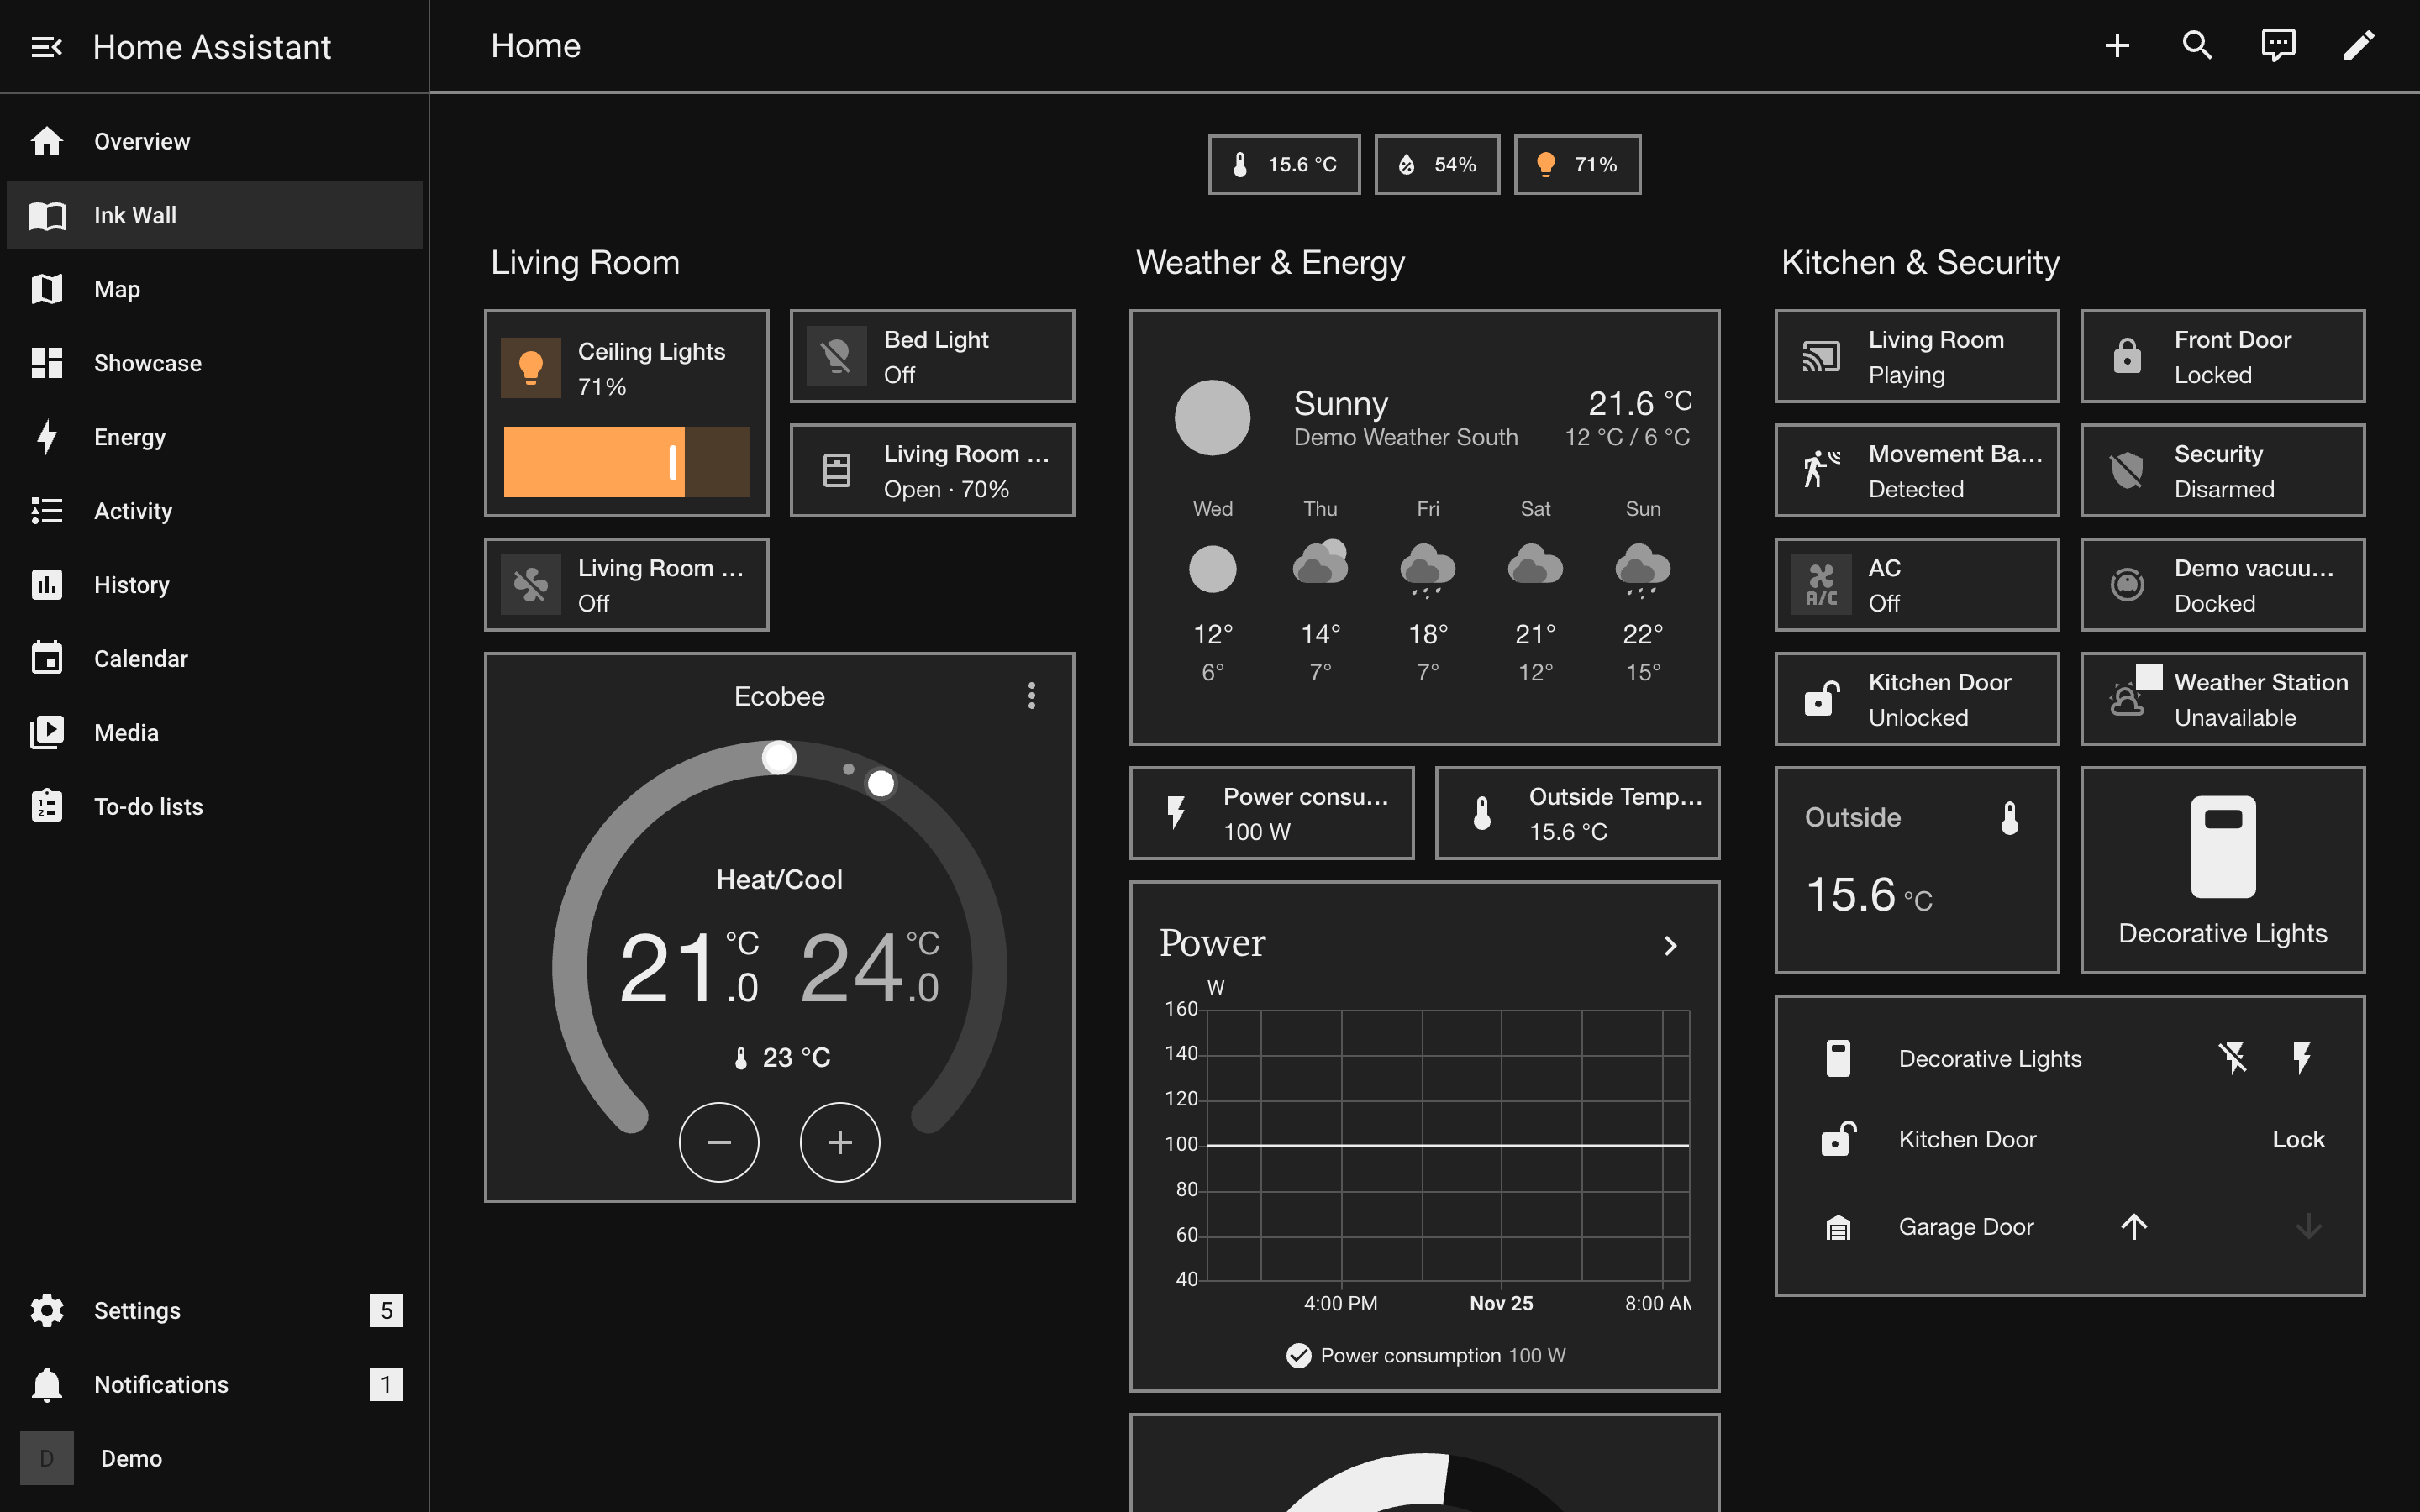 Home Assistant
Home
Overview
Ink Wall
Map
Showcase
Energy
Activity
History
Calendar
Media
To-do lists
Settings 5
Notifications 1
D Demo
15.6 °C
54%
71%
Living Room
Ceiling Lights
71%
Bed Light
Off
Living Room ...
Open · 70%
Living Room ...
Off
Ecobee
Heat/Cool
21.0 °C
24.0 °C
23 °C
Weather & Energy
Sunny
21.6 °C
Demo Weather South
12 °C / 6 °C
Wed Thu Fri Sat Sun
12° 14° 18° 21° 22°
6° 7° 7° 12° 15°
Power consu...
100 W
Outside Temp...
15.6 °C
Power
W
160
140
120
100
80
60
40
4:00 PM Nov 25 8:00 AM
Power consumption 100 W
Kitchen & Security
Living Room
Playing
Front Door
Locked
Movement Ba...
Detected
Security
Disarmed
A/C
AC
Off
Demo vacuu...
Docked
Kitchen Door
Unlocked
Weather Station
Unavailable
Outside
15.6 °C
Decorative Lights
Decorative Lights
Kitchen Door Lock
Garage Door